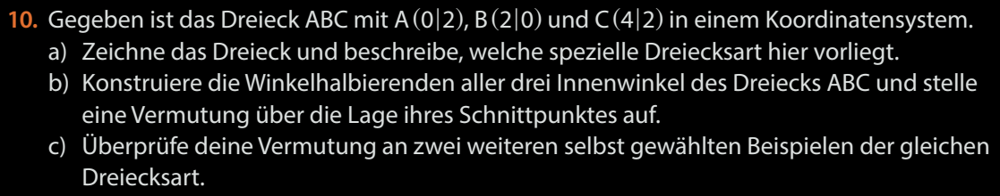 10. Gegeben ist das Dreieck ABC mit A (0|2), B (2|0) und C (4|2) in einem Koordinatensystem.
a) Zeichne das Dreieck und beschreibe, welche spezielle Dreiecksart hier vorliegt.
b) Konstruiere die Winkelhalbierenden aller drei Innenwinkel des Dreiecks ABC und stelle
eine Vermutung über die Lage ihres Schnittpunktes auf.
c) Überprüfe deine Vermutung an zwei weiteren selbst gewählten Beispielen der gleichen
Dreiecksart.